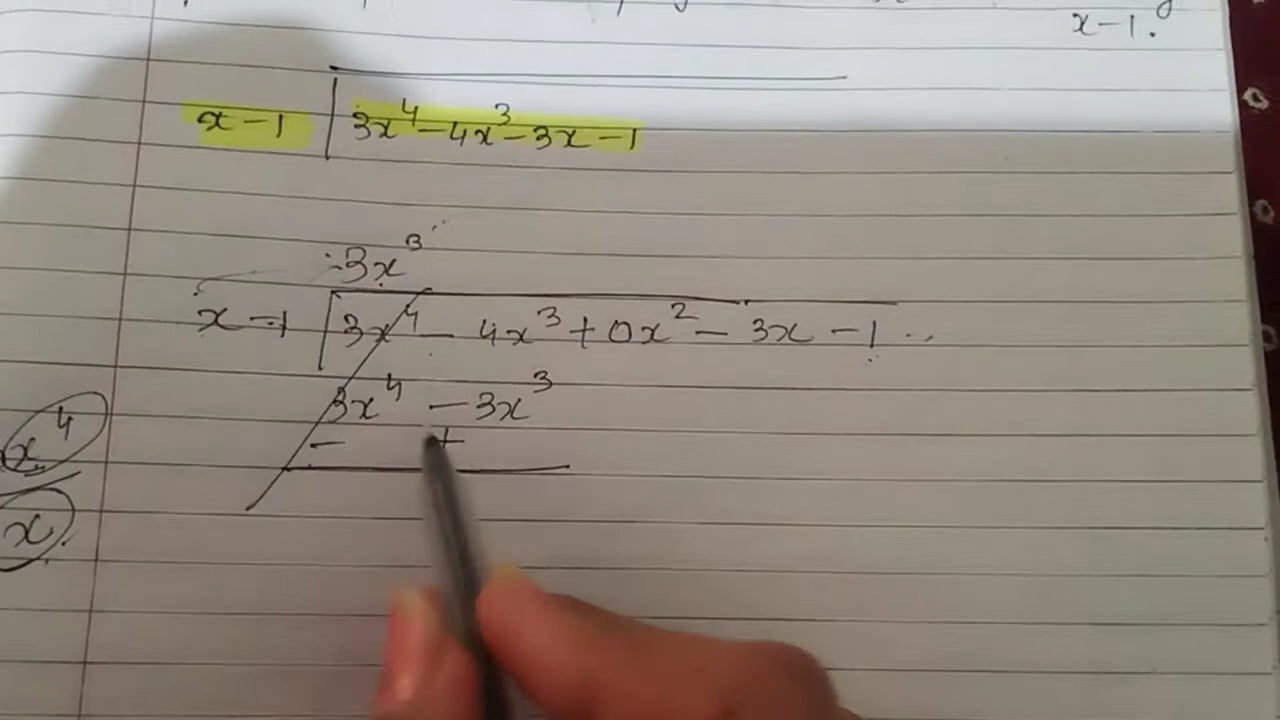 x-1.
x-1 | 3x⁴-4x³-3x-1
3x³
x-1 | 3x⁴ - 4x³ + 0x² - 3x - 1
3x⁴ - 3x³
- +
x⁴
x